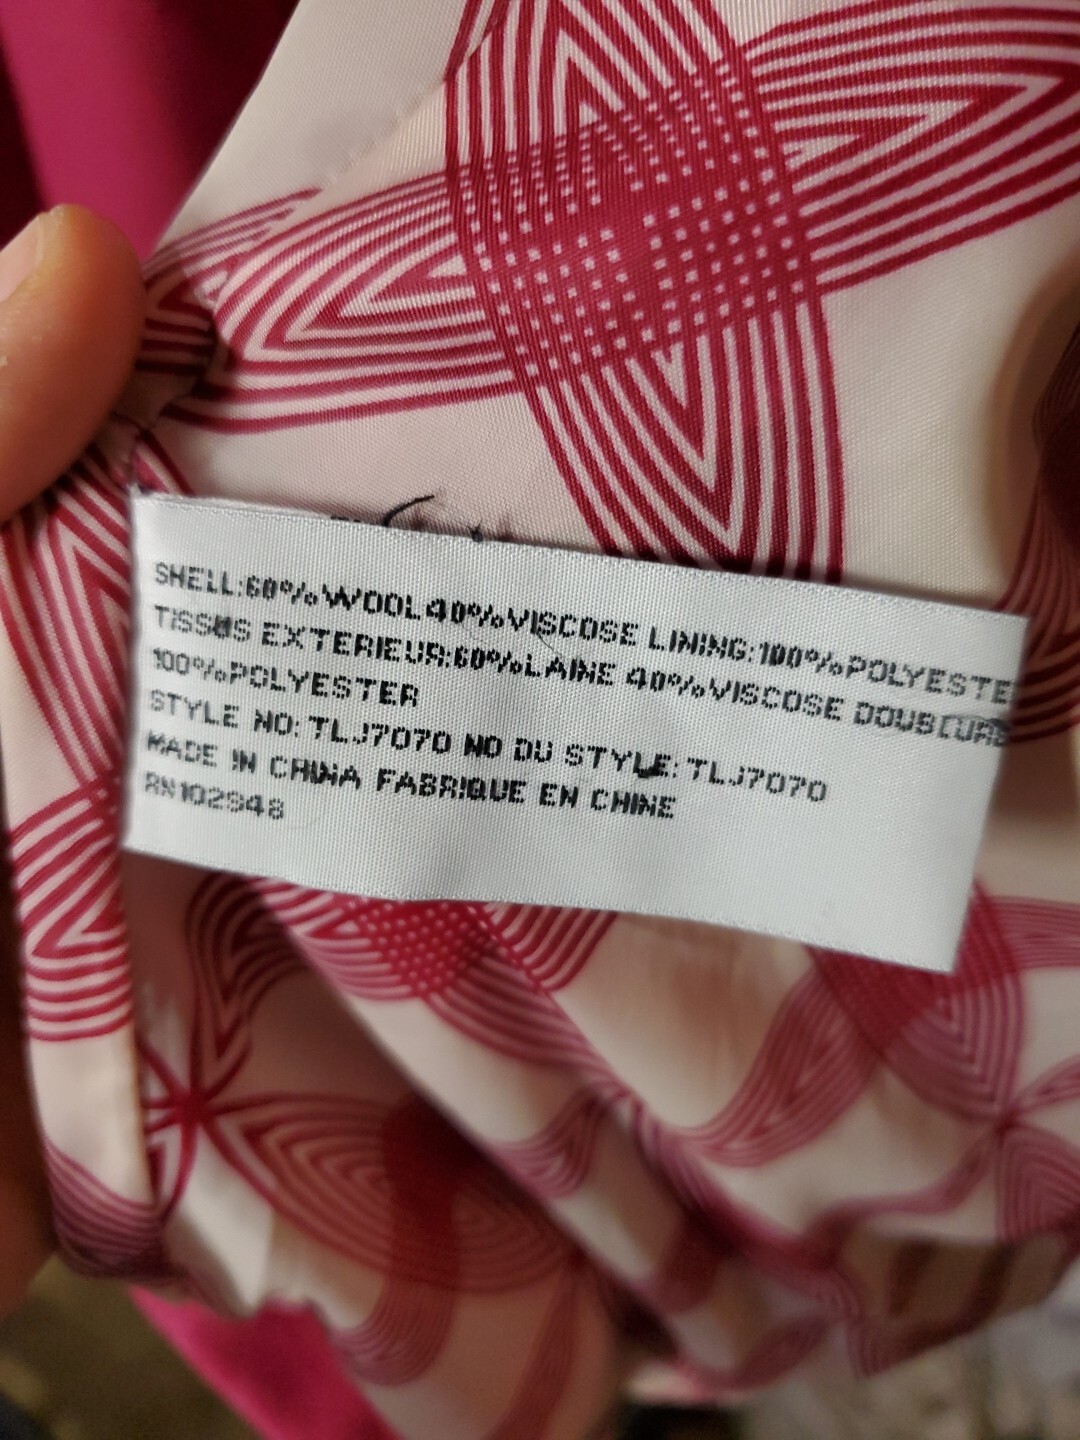 SHELL:60%WOOL40%VISCOSE LINING:100%POLYESTE
TISSUS EXTERIEUR:60%LAINE 40%VISCOSE DOUBLURE
100%POLYESTER
STYLE NO: TLJ7070 NO DU STYLE: TLJ7070
MADE IN CHINA FABRIQUE EN CHINE
RN102948